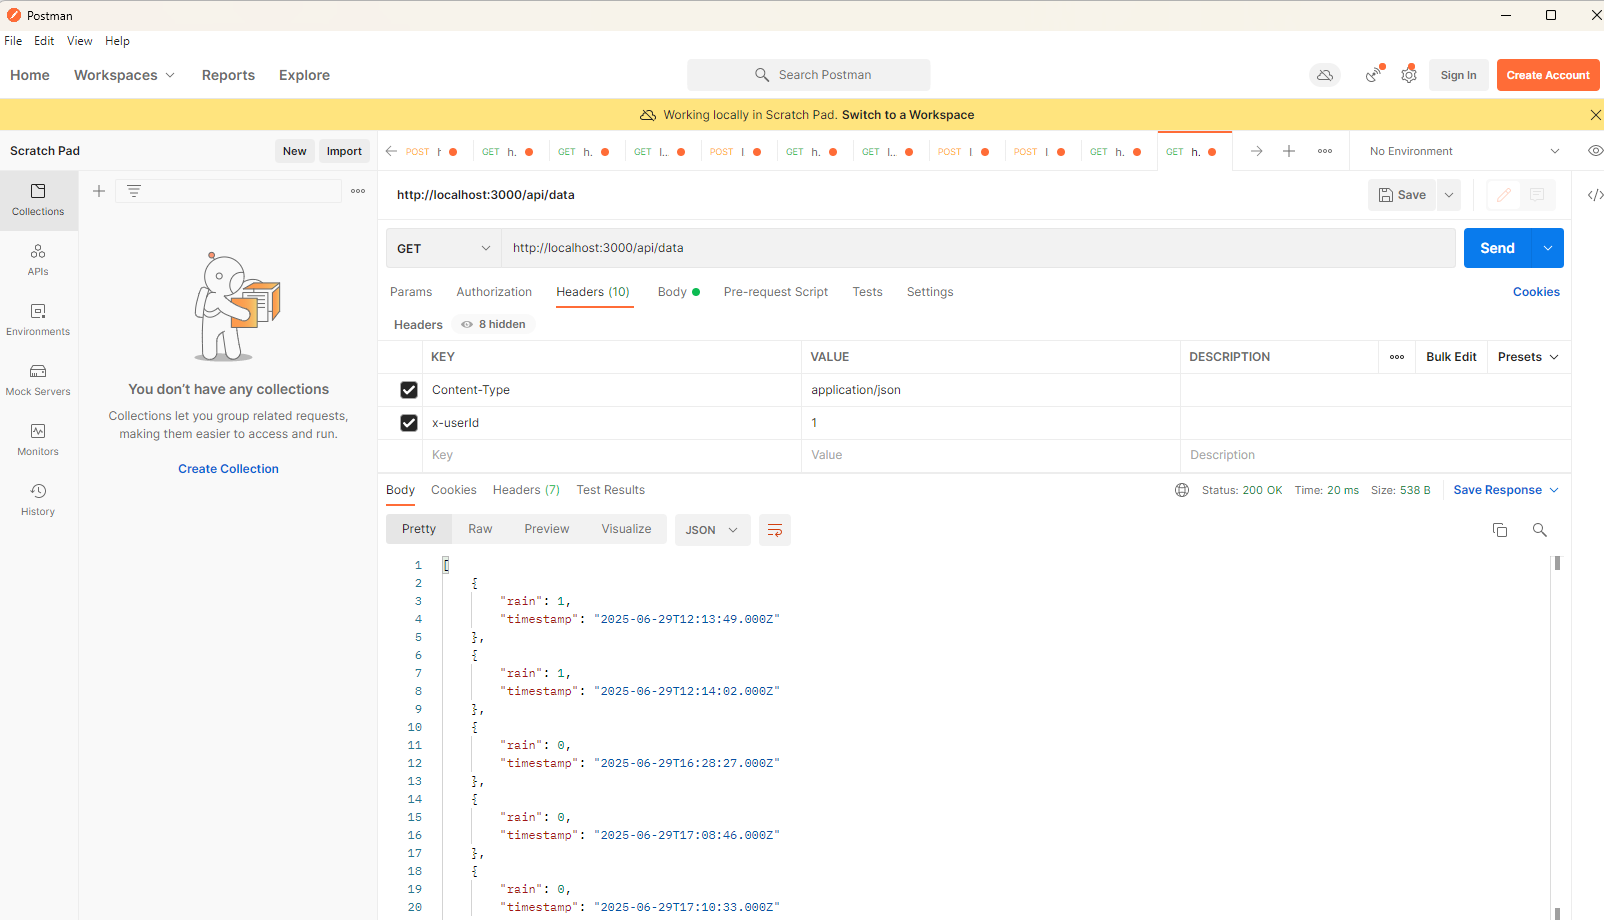 Postman
File Edit View Help
Home Workspaces Reports Explore Search Postman Sign In Create Account
Working locally in Scratch Pad. Switch to a Workspace
Scratch Pad New Import POST h GET h. GET h. GET l.. POST l GET h. GET l.. POST l POST l GET h. GET h. No Environment
Collections
APIs
Environments
Mock Servers
Monitors
History
You don't have any collections
Collections let you group related requests,
making them easier to access and run.
Create Collection
http://localhost:3000/api/data Save
GET http://localhost:3000/api/data Send
Params Authorization Headers (10) Body Pre-request Script Tests Settings Cookies
Headers 8 hidden
KEY VALUE DESCRIPTION Bulk Edit Presets
Content-Type application/json
x-userId 1
Key Value Description
Body Cookies Headers (7) Test Results Status: 200 OK Time: 20 ms Size: 538 B Save Response
Pretty Raw Preview Visualize JSON
1 [
2 {
3 "rain": 1,
4 "timestamp": "2025-06-29T12:13:49.000Z"
5 },
6 {
7 "rain": 1,
8 "timestamp": "2025-06-29T12:14:02.000Z"
9 },
10 {
11 "rain": 0,
12 "timestamp": "2025-06-29T16:28:27.000Z"
13 },
14 {
15 "rain": 0,
16 "timestamp": "2025-06-29T17:08:46.000Z"
17 },
18 {
19 "rain": 0,
20 "timestamp": "2025-06-29T17:10:33.000Z"